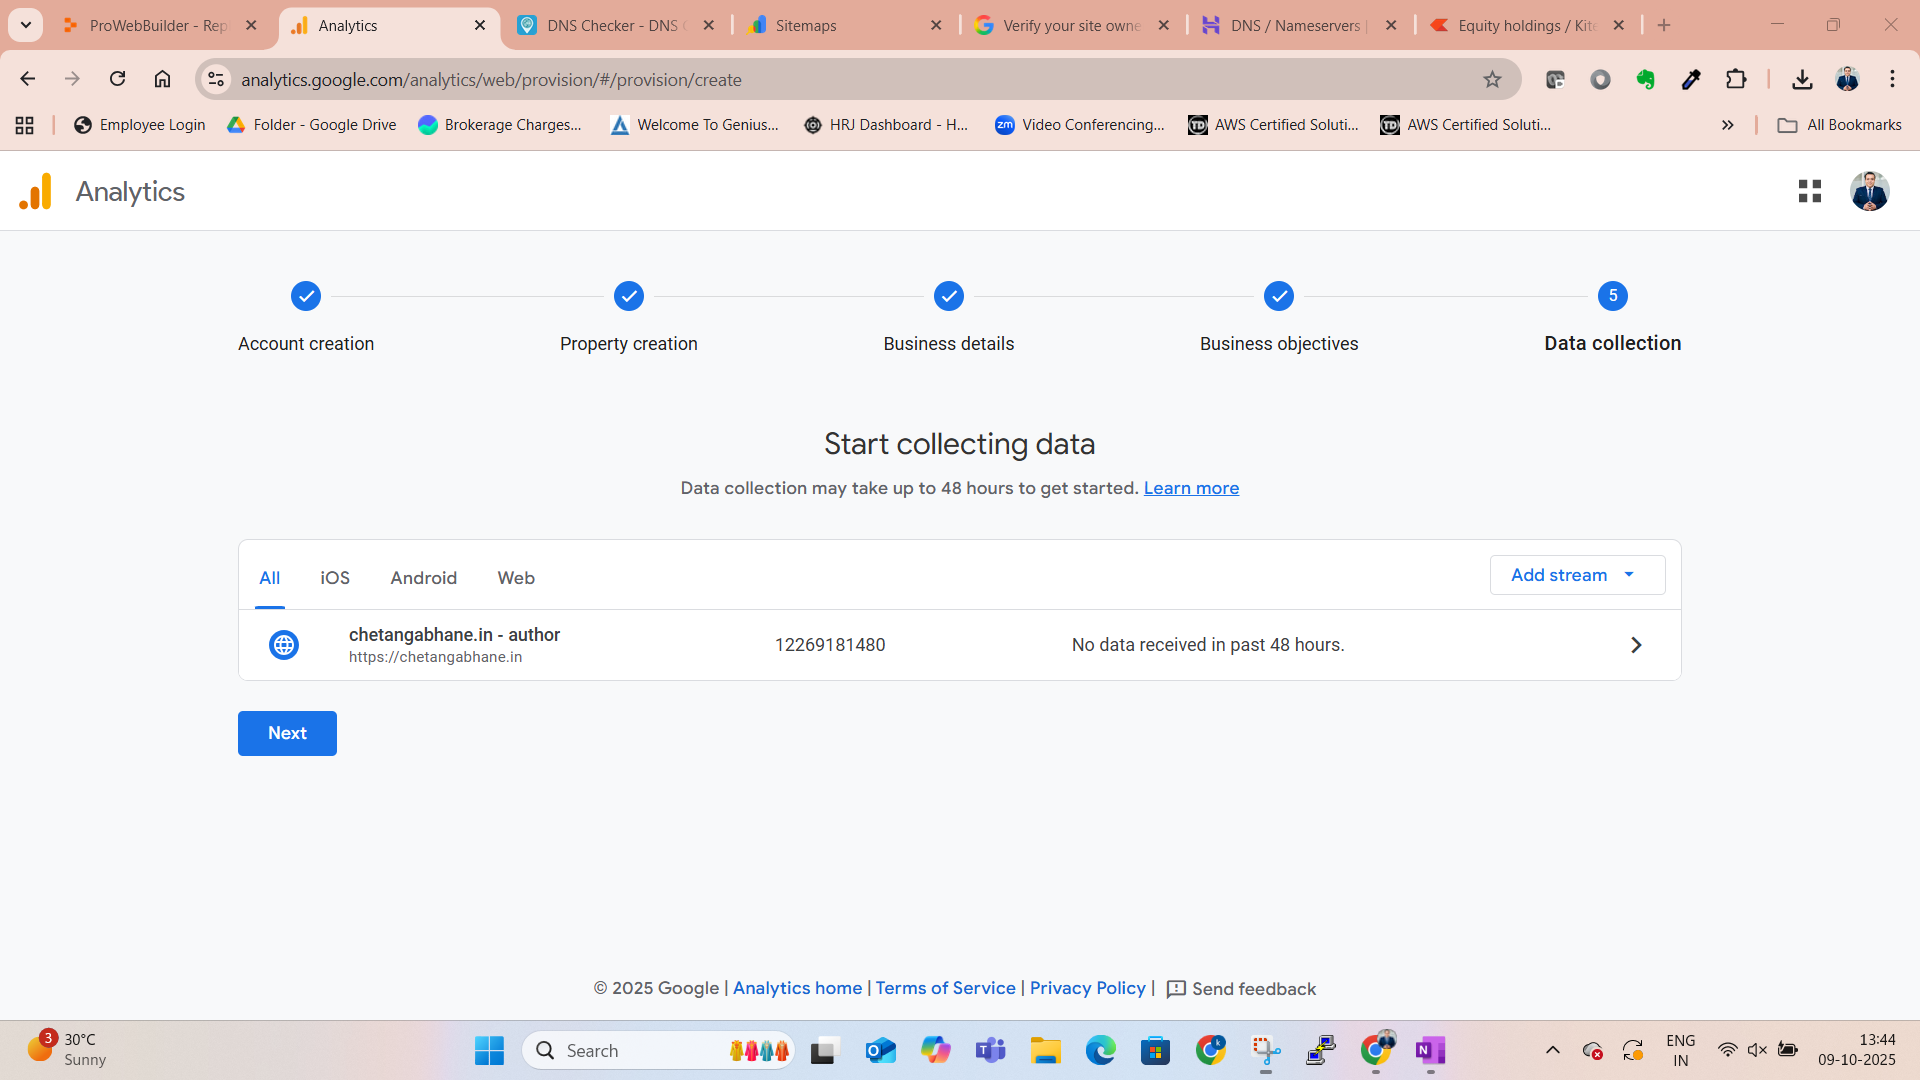 ProWebBuilder - Rep
Analytics
DNS Checker - DNS
Sitemaps
Verify your site owne
DNS / Nameservers |
Equity holdings / Kite
analytics.google.com/analytics/web/provision/#/provision/create
Employee Login
Folder - Google Drive
Brokerage Charges...
Welcome To Genius...
HRJ Dashboard - H...
zm
Video Conferencing...
TD
AWS Certified Soluti...
TD
AWS Certified Soluti...
All Bookmarks
Analytics
5
Account creation
Property creation
Business details
Business objectives
Data collection
Start collecting data
Data collection may take up to 48 hours to get started. Learn more
All
iOS
Android
Web
Add stream
chetangabhane.in - author
https://chetangabhane.in
12269181480
No data received in past 48 hours.
Next
© 2025 Google | Analytics home | Terms of Service | Privacy Policy | Send feedback
3
30°C
Sunny
Search
ENG
IN
13:44
09-10-2025